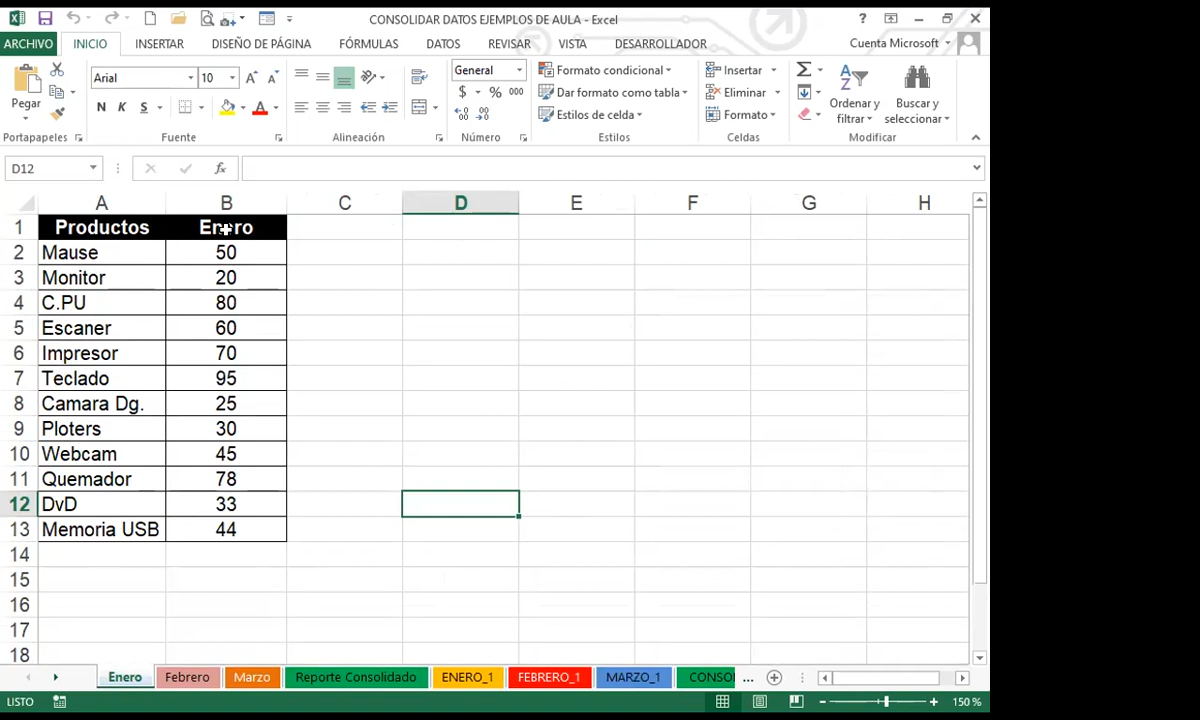 CONSOLIDAR DATOS EJEMPLOS DE AULA - Excel
ARCHIVO INICIO INSERTAR DISEÑO DE PÁGINA FÓRMULAS DATOS REVISAR VISTA DESARROLLADOR Cuenta Microsoft
Arial 10 General Formato condicional Insertar
Pegar N K S $ % 000 Dar formato como tabla Eliminar Ordenar y filtrar Buscar y seleccionar
Estilos de celda Formato
Portapapeles Fuente Alineación Número Estilos Celdas Modificar
D12 fx
A B C D E F G H
1 Productos Enero
2 Mause 50
3 Monitor 20
4 C.PU 80
5 Escaner 60
6 Impresor 70
7 Teclado 95
8 Camara Dg. 25
9 Ploters 30
10 Webcam 45
11 Quemador 78
12 DvD 33
13 Memoria USB 44
14
15
16
17
18
Enero Febrero Marzo Reporte Consolidado ENERO_1 FEBRERO_1 MARZO_1 CONSO ...
LISTO 150 %